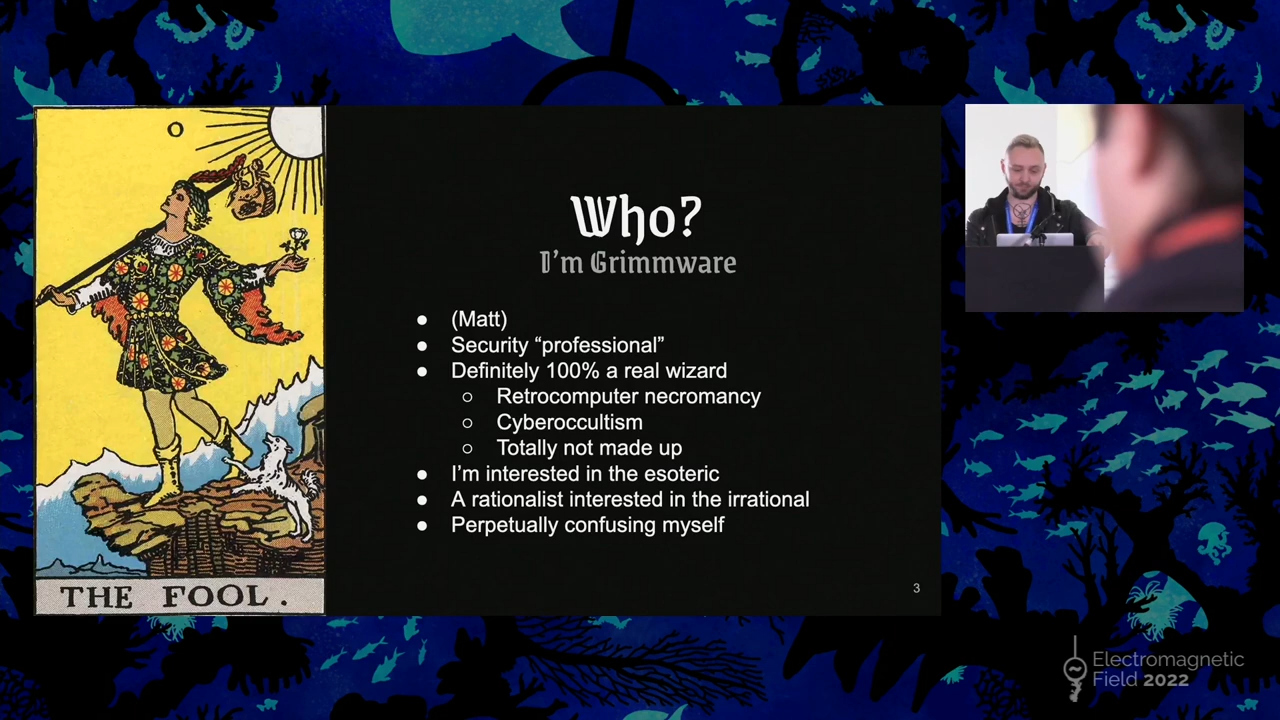 O
THE FOOL.
Who?
I'm Grimmware
● (Matt)
● Security “professional”
● Definitely 100% a real wizard
○ Retrocomputer necromancy
○ Cyberoccultism
○ Totally not made up
● I'm interested in the esoteric
● A rationalist interested in the irrational
● Perpetually confusing myself
3
Electromagnetic
Field 2022